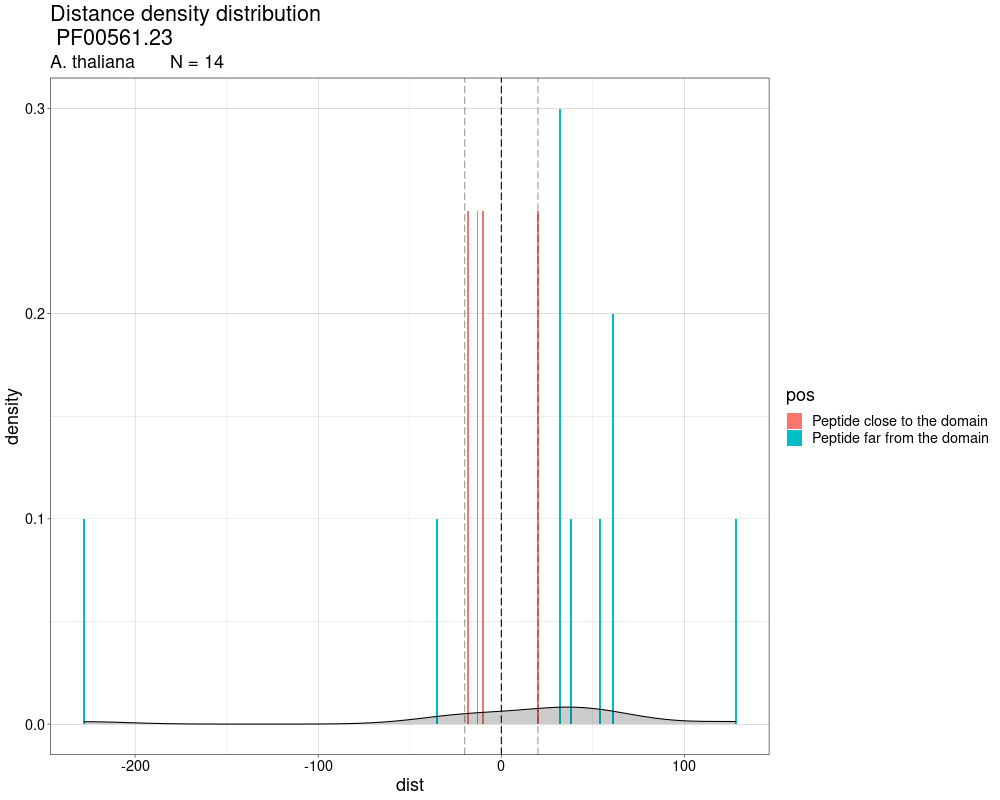 Distance density distribution
PF00561.23
A. thaliana N = 14
0.3
0.2
0.1
0.0
density
-200 -100 0 100
dist
pos
Peptide close to the domain
Peptide far from the domain